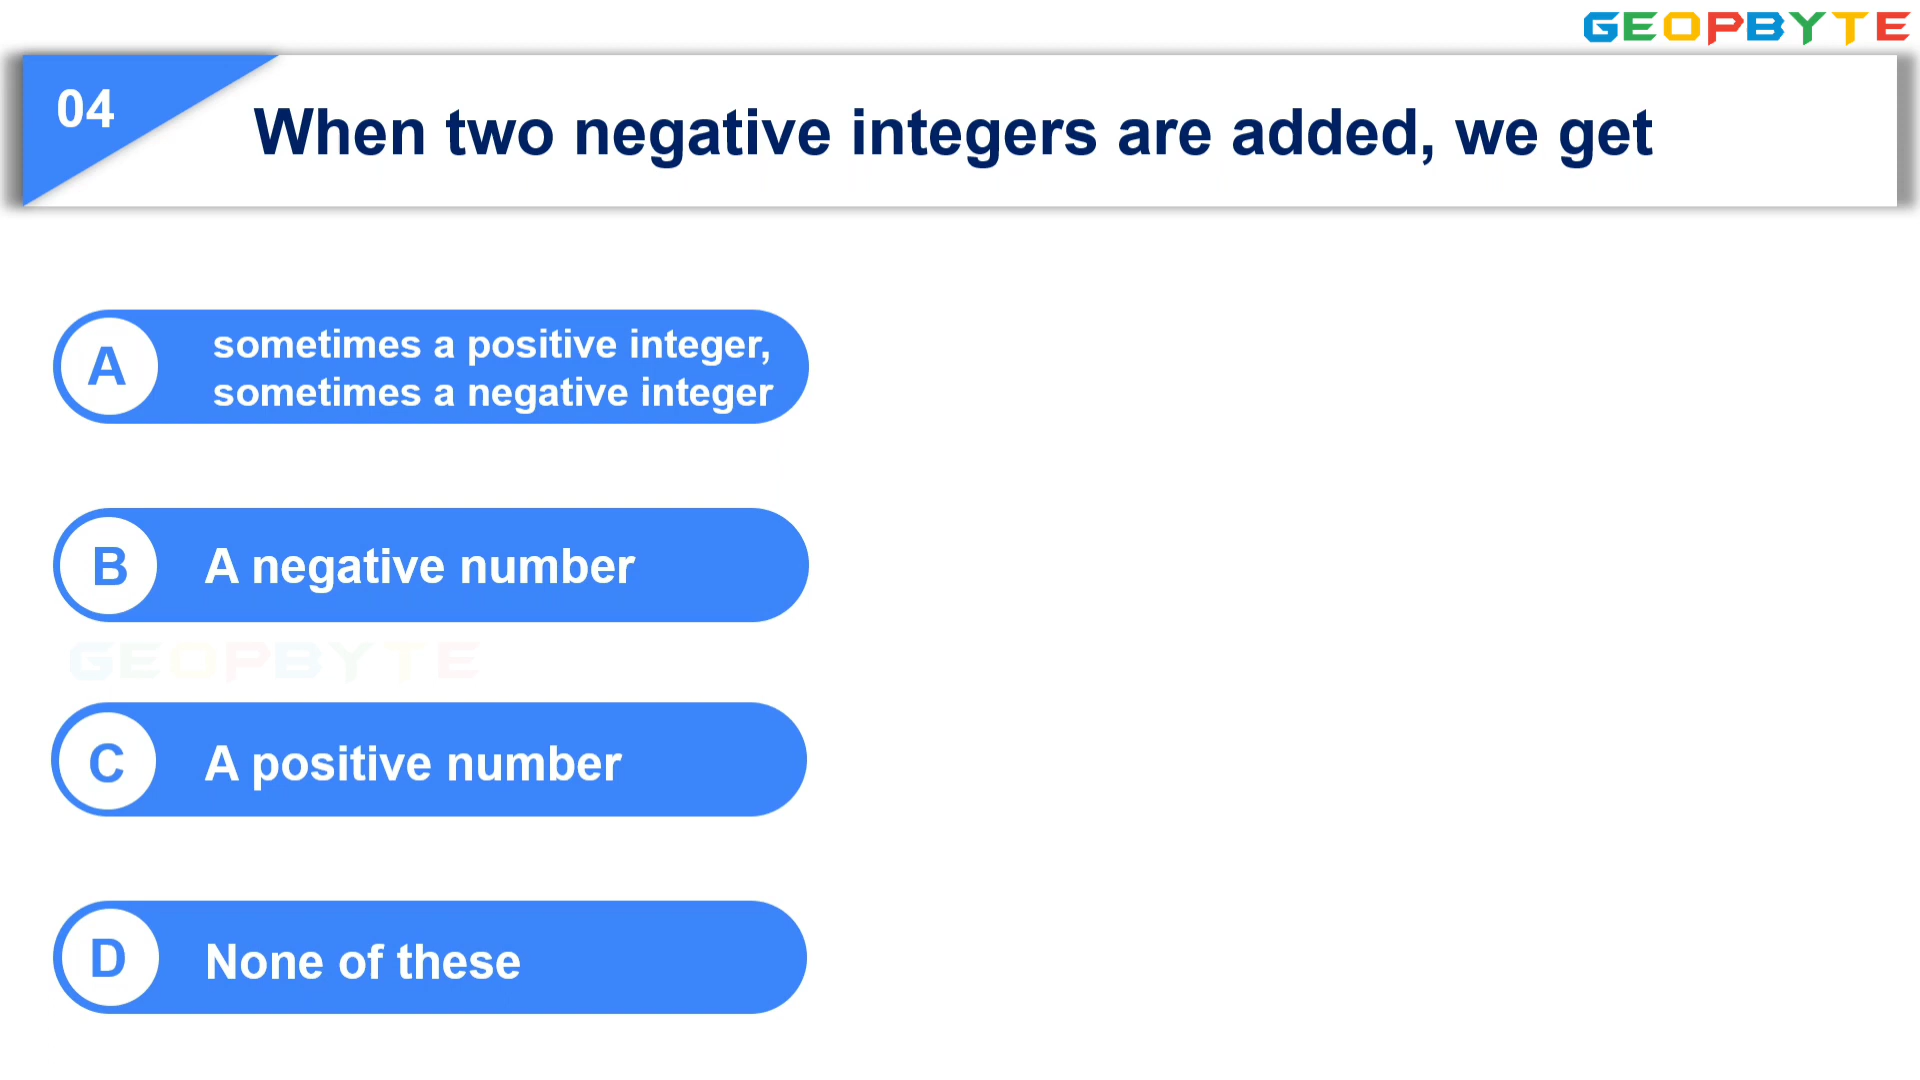 GEOPBYTE
04
When two negative integers are added, we get
A
sometimes a positive integer,
sometimes a negative integer
B
A negative number
GEOPBYTE
C
A positive number
D
None of these